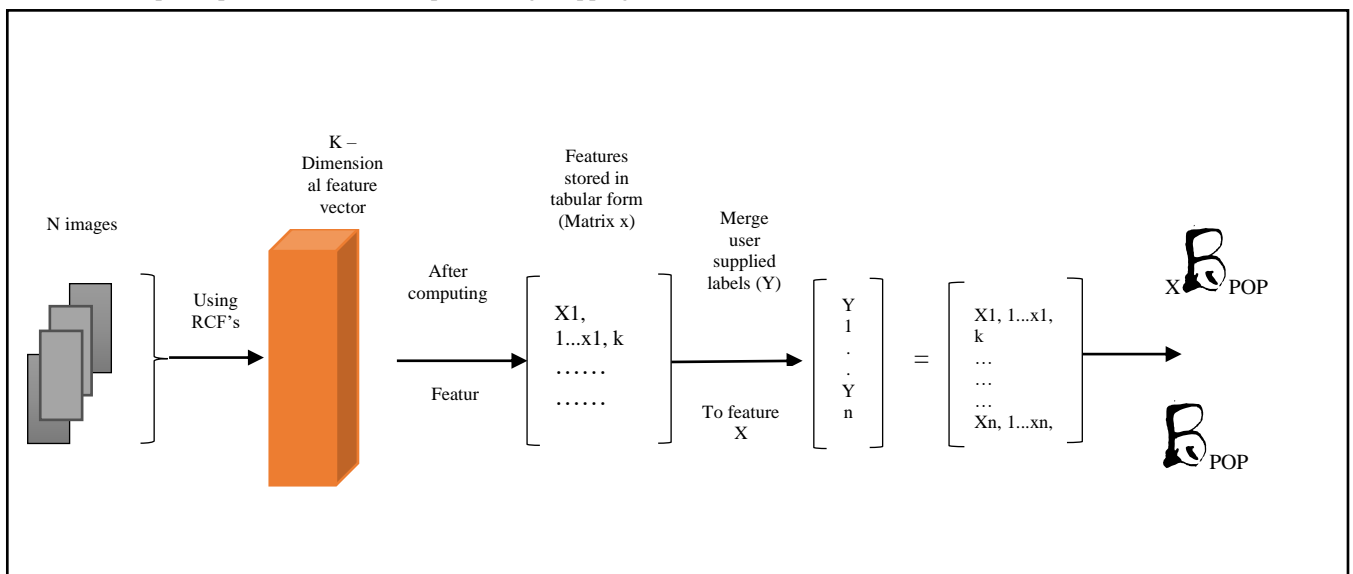 N images
Using
RCF's
K –
Dimension
al feature
vector
After
computing
Featur
Features
stored in
tabular form
(Matrix x)
X1,
1...x1, k
……
……
Merge
user
supplied
labels (Y)
To feature
X
Y
1
.
.
Y
n
=
X1, 1...x1,
k
…
…
…
Xn, 1...xn,
X POP
POP